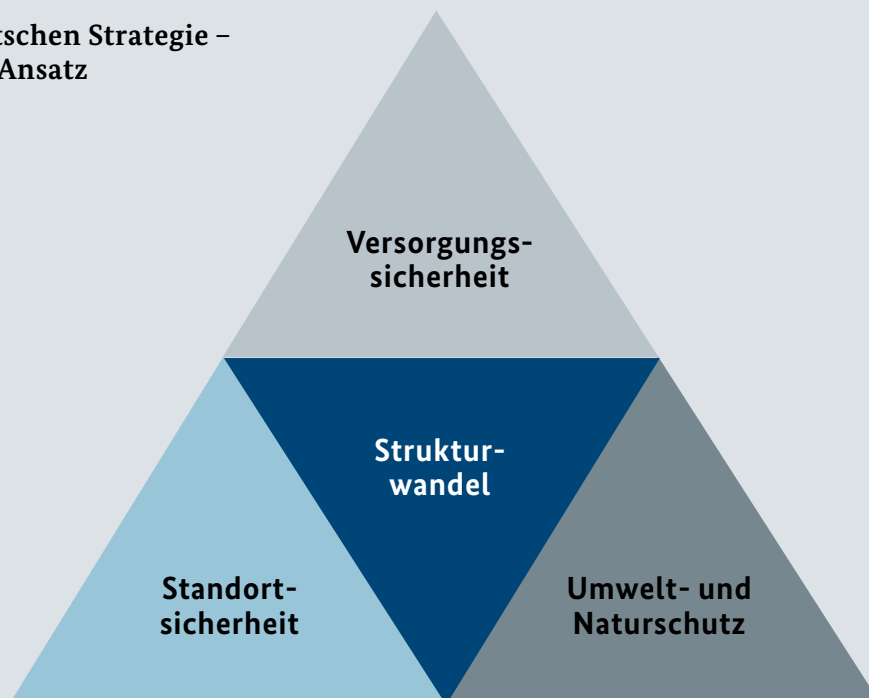 tschen Strategie –
Ansatz
Versorgungs-
sicherheit
Struktur-
wandel
Standort-
sicherheit
Umwelt- und
Naturschutz